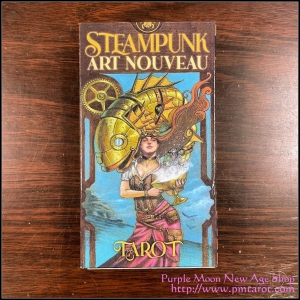 STEAMPUNK
ART NOUVEAU
TAROT
Purple Moon New Age Shop
http://www.pmtarot.com